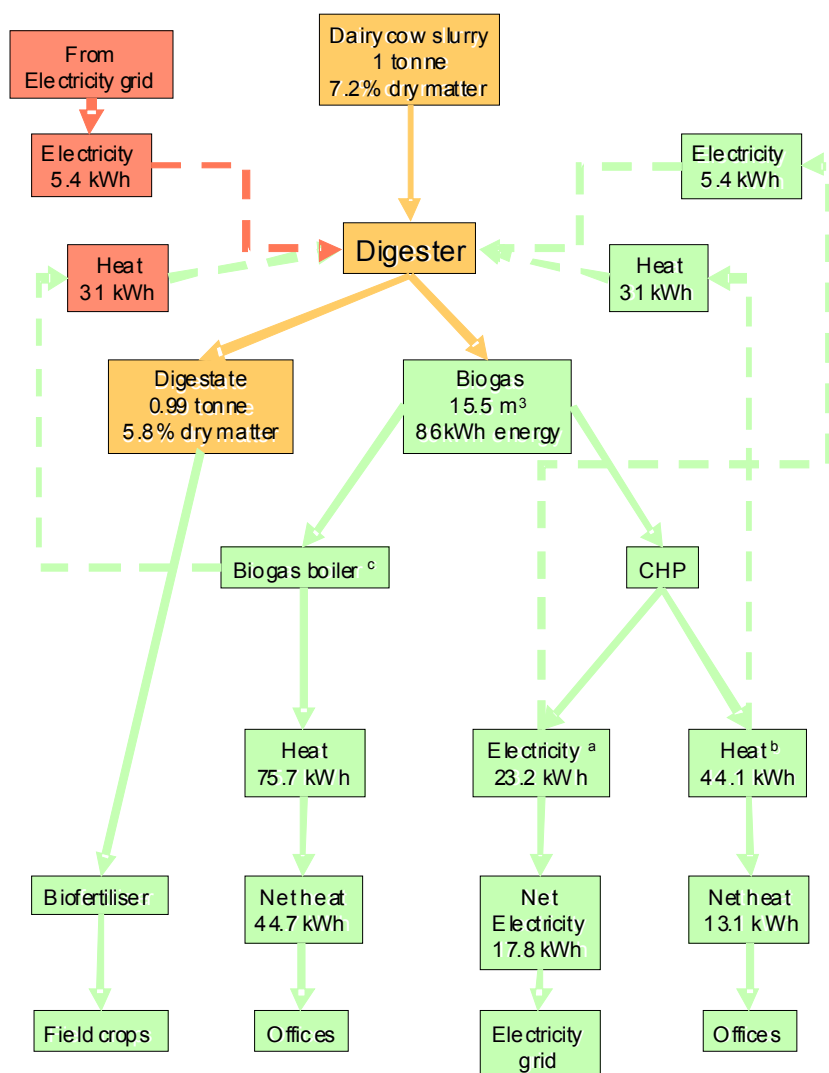 From
Electricity grid
Dairy cow slurry
1 tonne
7.2% dry matter
Electricity
5.4 kWh
Electricity
5.4 kWh
Digester
Heat
31 kWh
Heat
31 kWh
Digestate
0.99 tonne
5.8% dry matter
Biogas
15.5 m³
86kWh energy
Biogas boiler ᶜ
CHP
Heat
75.7 kWh
Electricity ᵃ
23.2 kWh
Heat ᵇ
44.1 kWh
Biofertiliser
Net heat
44.7 kWh
Net
Electricity
17.8 kWh
Net heat
13.1 kWh
Field crops
Offices
Electricity
grid
Offices